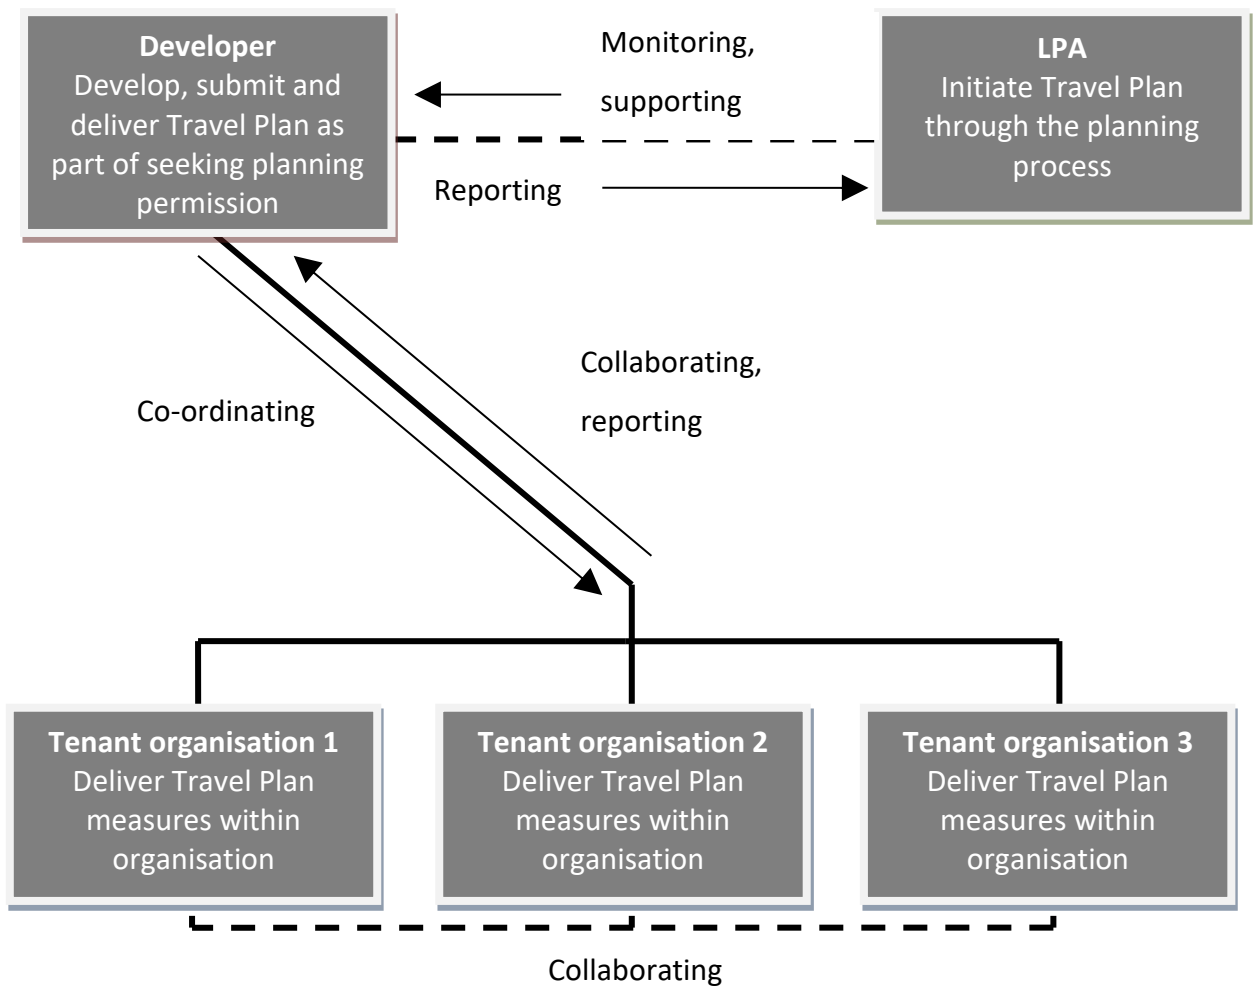 Developer
Develop, submit and
deliver Travel Plan as
part of seeking planning
permission
Monitoring,
supporting
Reporting
LPA
Initiate Travel Plan
through the planning
process
Co-ordinating
Collaborating,
reporting
Tenant organisation 1
Deliver Travel Plan
measures within
organisation
Tenant organisation 2
Deliver Travel Plan
measures within
organisation
Tenant organisation 3
Deliver Travel Plan
measures within
organisation
Collaborating